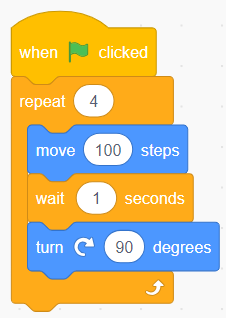 when clicked
repeat 4
move 100 steps
wait 1 seconds
turn 90 degrees